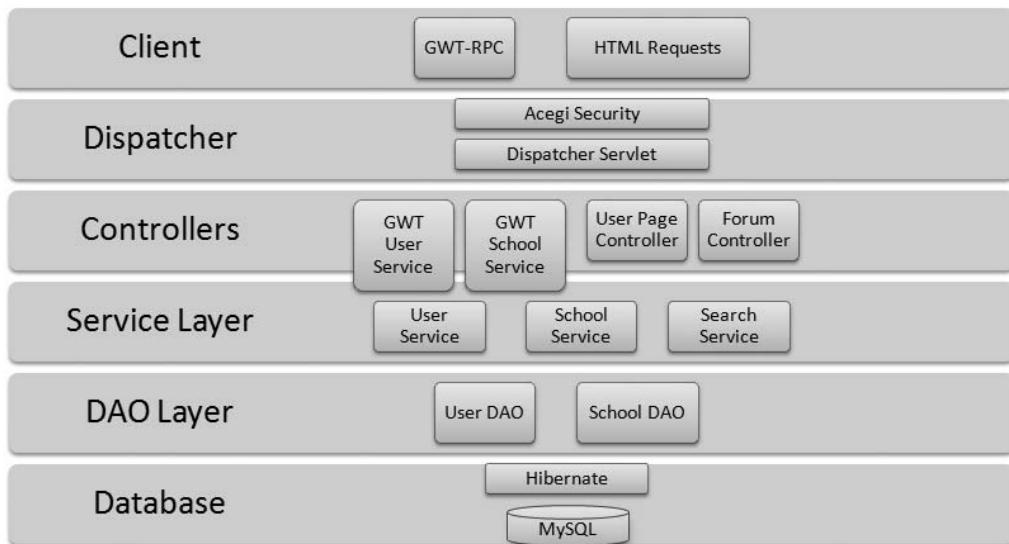 Client
GWT-RPC
HTML Requests
Dispatcher
Acegi Security
Dispatcher Servlet
Controllers
GWT
User
Service
GWT
School
Service
User Page
Controller
Forum
Controller
Service Layer
User
Service
School
Service
Search
Service
DAO Layer
User DAO
School DAO
Database
Hibernate
MySQL